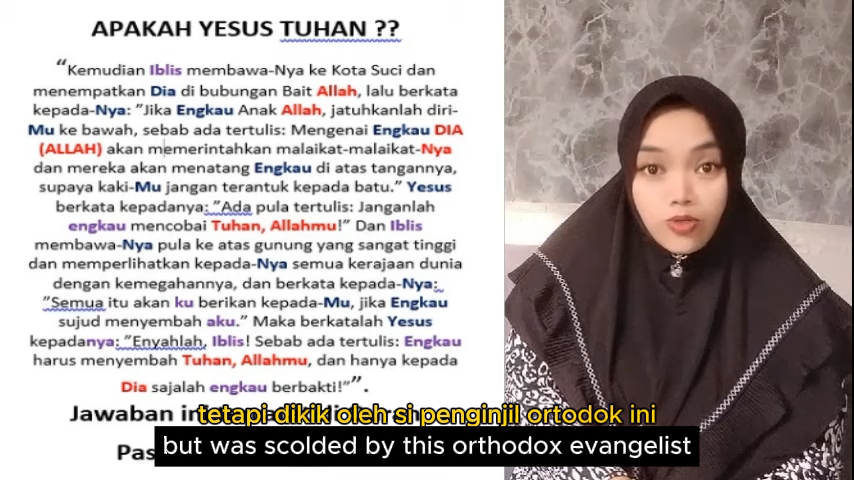 APAKAH YESUS TUHAN ??
“Kemudian Iblis membawa-Nya ke Kota Suci dan
menempatkan Dia di bubungan Bait Allah, lalu berkata
kepada-Nya: "Jika Engkau Anak Allah, jatuhkanlah diri-
Mu ke bawah, sebab ada tertulis: Mengenai Engkau DIA
(ALLAH) akan memerintahkan malaikat-malaikat-Nya
dan mereka akan menatang Engkau di atas tangannya,
supaya kaki-Mu jangan terantuk kepada batu." Yesus
berkata kepadanya: "Ada pula tertulis: Janganlah
engkau mencobai Tuhan, Allahmu!" Dan Iblis
membawa-Nya pula ke atas gunung yang sangat tinggi
dan memperlihatkan kepada-Nya semua kerajaan dunia
dengan kemegahannya, dan berkata kepada-Nya:
"Semua itu akan ku berikan kepada-Mu, jika Engkau
sujud menyembah aku." Maka berkatalah Yesus
kepadanya: "Enyahlah, Iblis! Sebab ada tertulis: Engkau
harus menyembah Tuhan, Allahmu, dan hanya kepada
Dia sajalah engkau berbakti!"”.
Jawaban
tetapi dikik oleh si penginjil ortodok ini
but was scolded by this orthodox evangelist